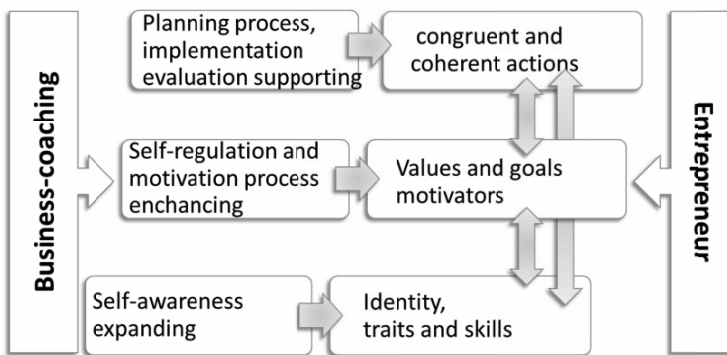 Business-coaching
Planning process,
implementation
evaluation supporting
congruent and
coherent actions
Self-regulation and
motivation process
enchancing
Values and goals
motivators
Self-awareness
expanding
Identity,
traits and skills
Entrepreneur